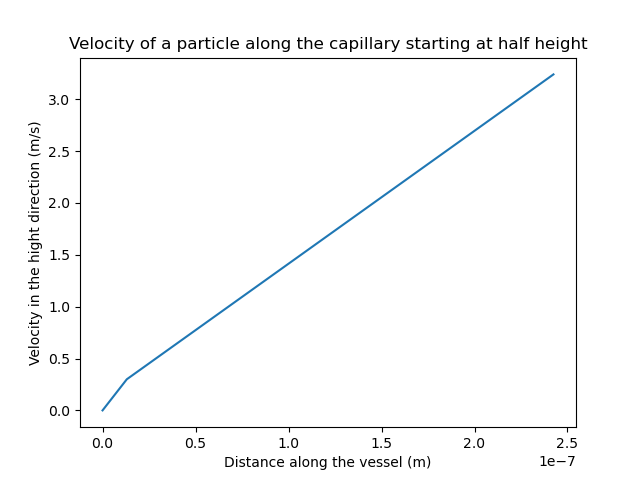 Velocity of a particle along the capillary starting at half height
Velocity in the hight direction (m/s)
3.0
2.5
2.0
1.5
1.0
0.5
0.0
0.0 0.5 1.0 1.5 2.0 2.5
1e−7
Distance along the vessel (m)